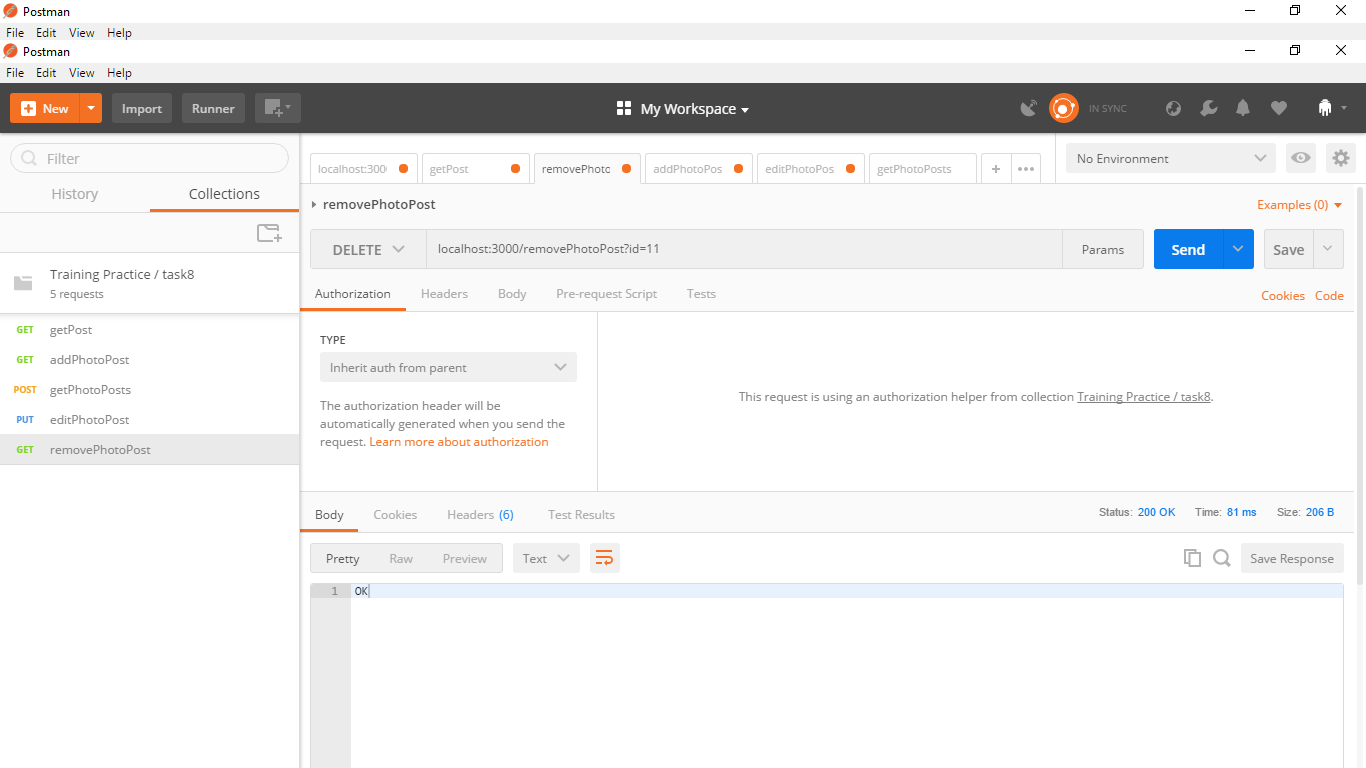 Postman
File Edit View Help
Postman
File Edit View Help
New Import Runner My Workspace IN SYNC
Filter
History Collections
Training Practice / task8
5 requests
GET getPost
GET addPhotoPost
POST getPhotoPosts
PUT editPhotoPost
GET removePhotoPost
localhost:300 getPost removePhoto addPhotoPos editPhotoPos getPhotoPosts + ••• No Environment
removePhotoPost Examples (0)
DELETE localhost:3000/removePhotoPost?id=11 Params Send Save
Authorization Headers Body Pre-request Script Tests Cookies Code
TYPE
Inherit auth from parent
The authorization header will be
automatically generated when you send the
request. Learn more about authorization
This request is using an authorization helper from collection Training Practice / task8.
Body Cookies Headers (6) Test Results Status: 200 OK Time: 81 ms Size: 206 B
Pretty Raw Preview Text Save Response
1 OK